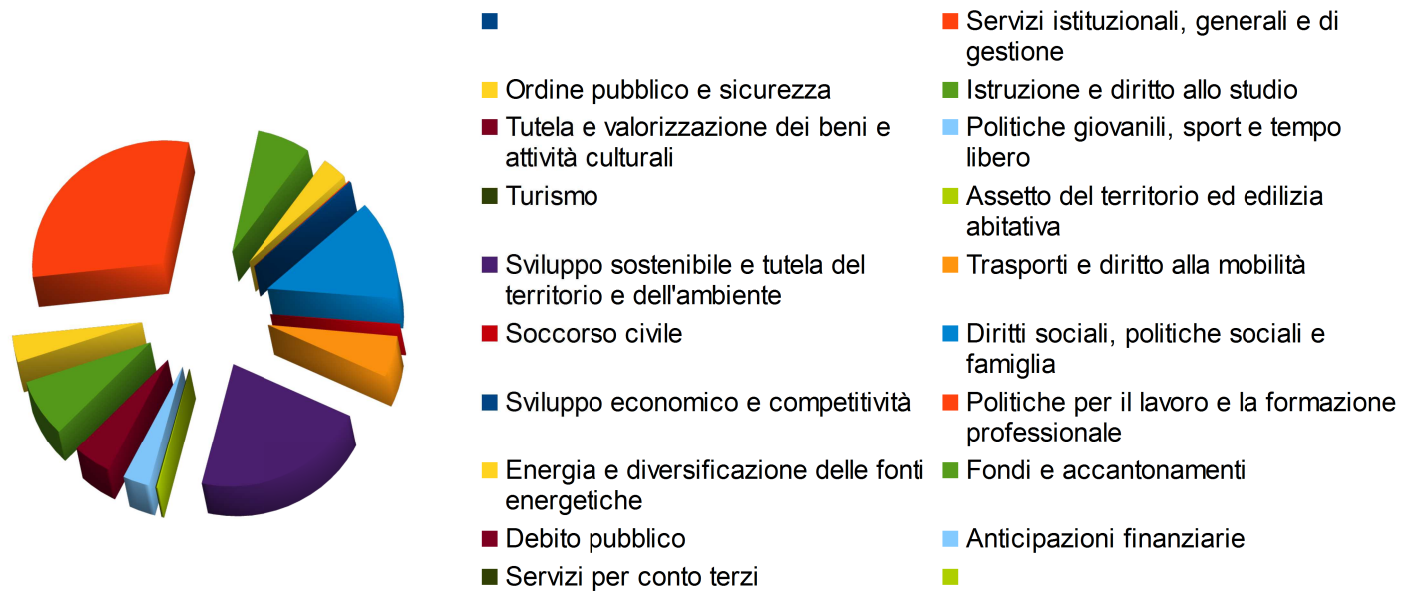 Servizi istituzionali, generali e di
gestione
Ordine pubblico e sicurezza
Istruzione e diritto allo studio
Tutela e valorizzazione dei beni e
attività culturali
Politiche giovanili, sport e tempo
libero
Turismo
Assetto del territorio ed edilizia
abitativa
Sviluppo sostenibile e tutela del
territorio e dell'ambiente
Trasporti e diritto alla mobilità
Soccorso civile
Diritti sociali, politiche sociali e
famiglia
Sviluppo economico e competitività
Politiche per il lavoro e la formazione
professionale
Energia e diversificazione delle fonti
energetiche
Fondi e accantonamenti
Debito pubblico
Anticipazioni finanziarie
Servizi per conto terzi